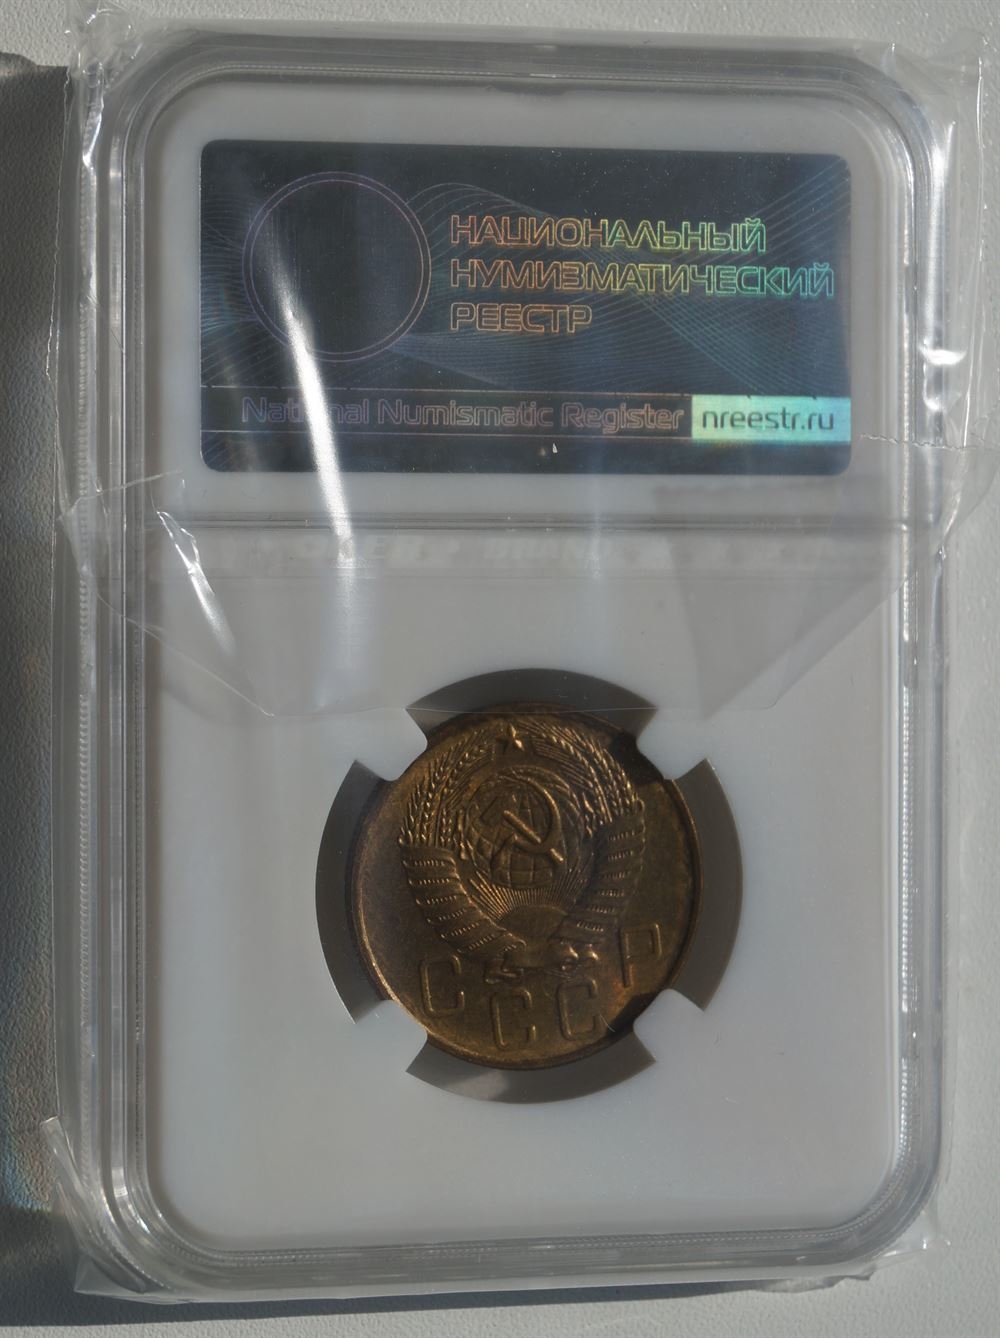 НАЦИОНАЛЬНЫЙ
НУМИЗМАТИЧЕСКИЙ
РЕЕСТР
National Numismatic Register nreestr.ru
СССР